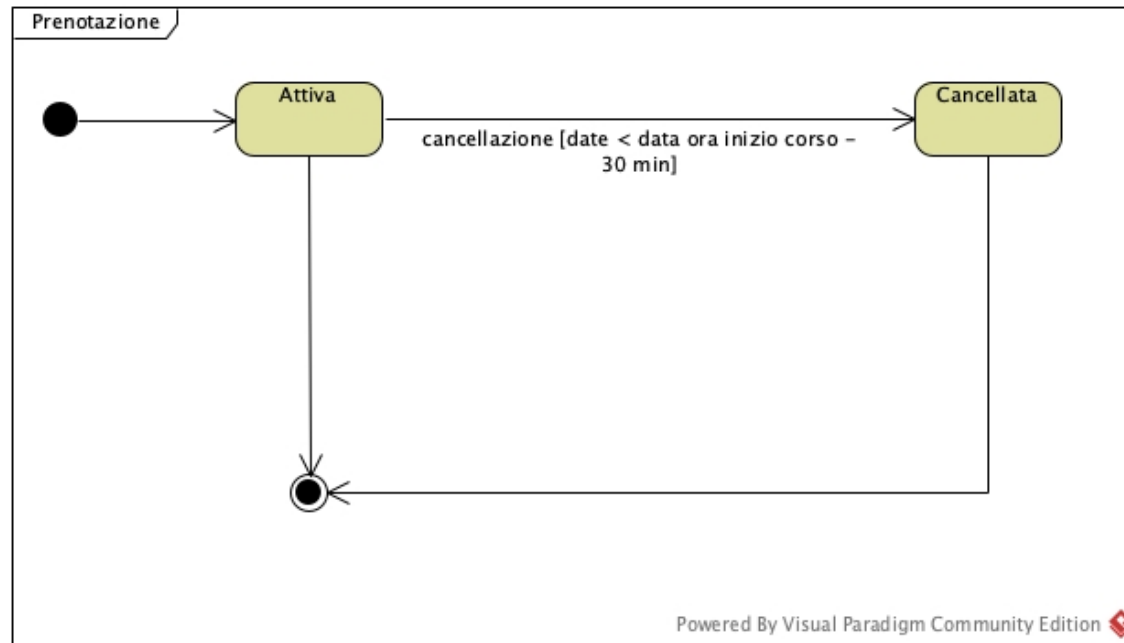 Prenotazione
Attiva
Cancellata
cancellazione [date < data ora inizio corso -
30 min]
Powered By Visual Paradigm Community Edition